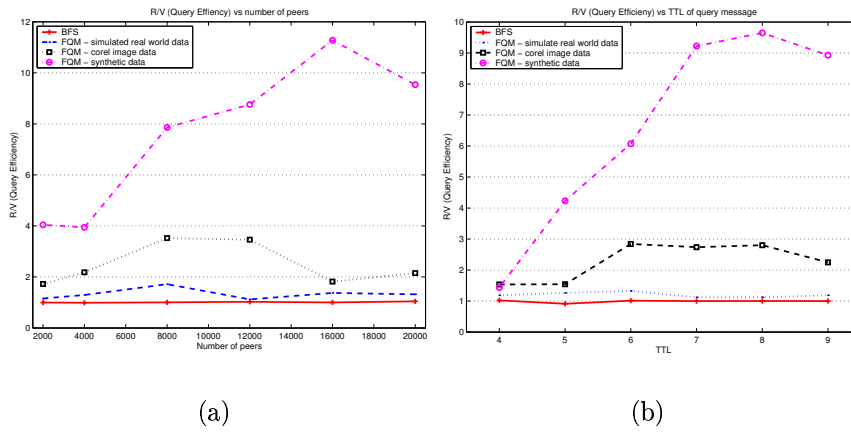 R/V (Query Effiency) vs number of peers
12
10
8
6
4
2
0
R/V (Query Efficiency)
BFS
FQM − simulated real world data
FQM − corel image data
FQM − synthetic data
2000 4000 6000 8000 10000 12000 14000 16000 18000 20000
Number of peers
(a)
R/V (Query Efficieny) vs TTL of query message
10
9
8
7
6
5
4
3
2
1
0
R/V (Query Efficiency)
BFS
FQM − simulate real world data
FQM − corel image data
FQM − synthetic data
4 5 6 7 8 9
TTL
(b)